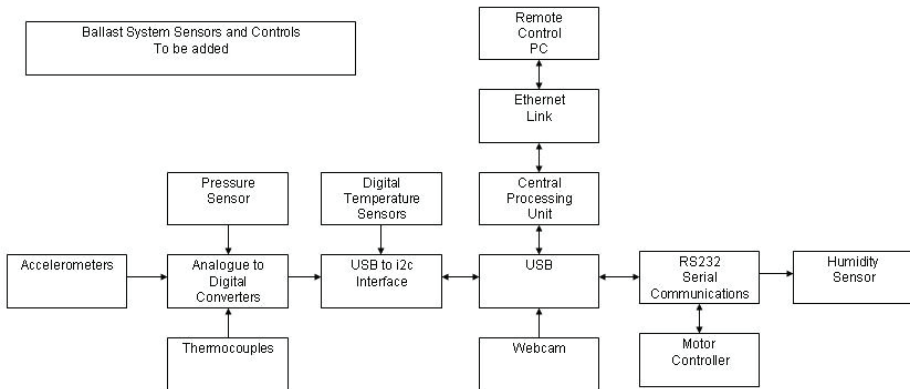 Ballast System Sensors and Controls
To be added
Remote
Control
PC
Ethernet
Link
Pressure
Sensor
Digital
Temperature
Sensors
Central
Processing
Unit
Accelerometers
Analogue to
Digital
Converters
USB to i2c
Interface
USB
RS232
Serial
Communications
Humidity
Sensor
Thermocouples
Webcam
Motor
Controller